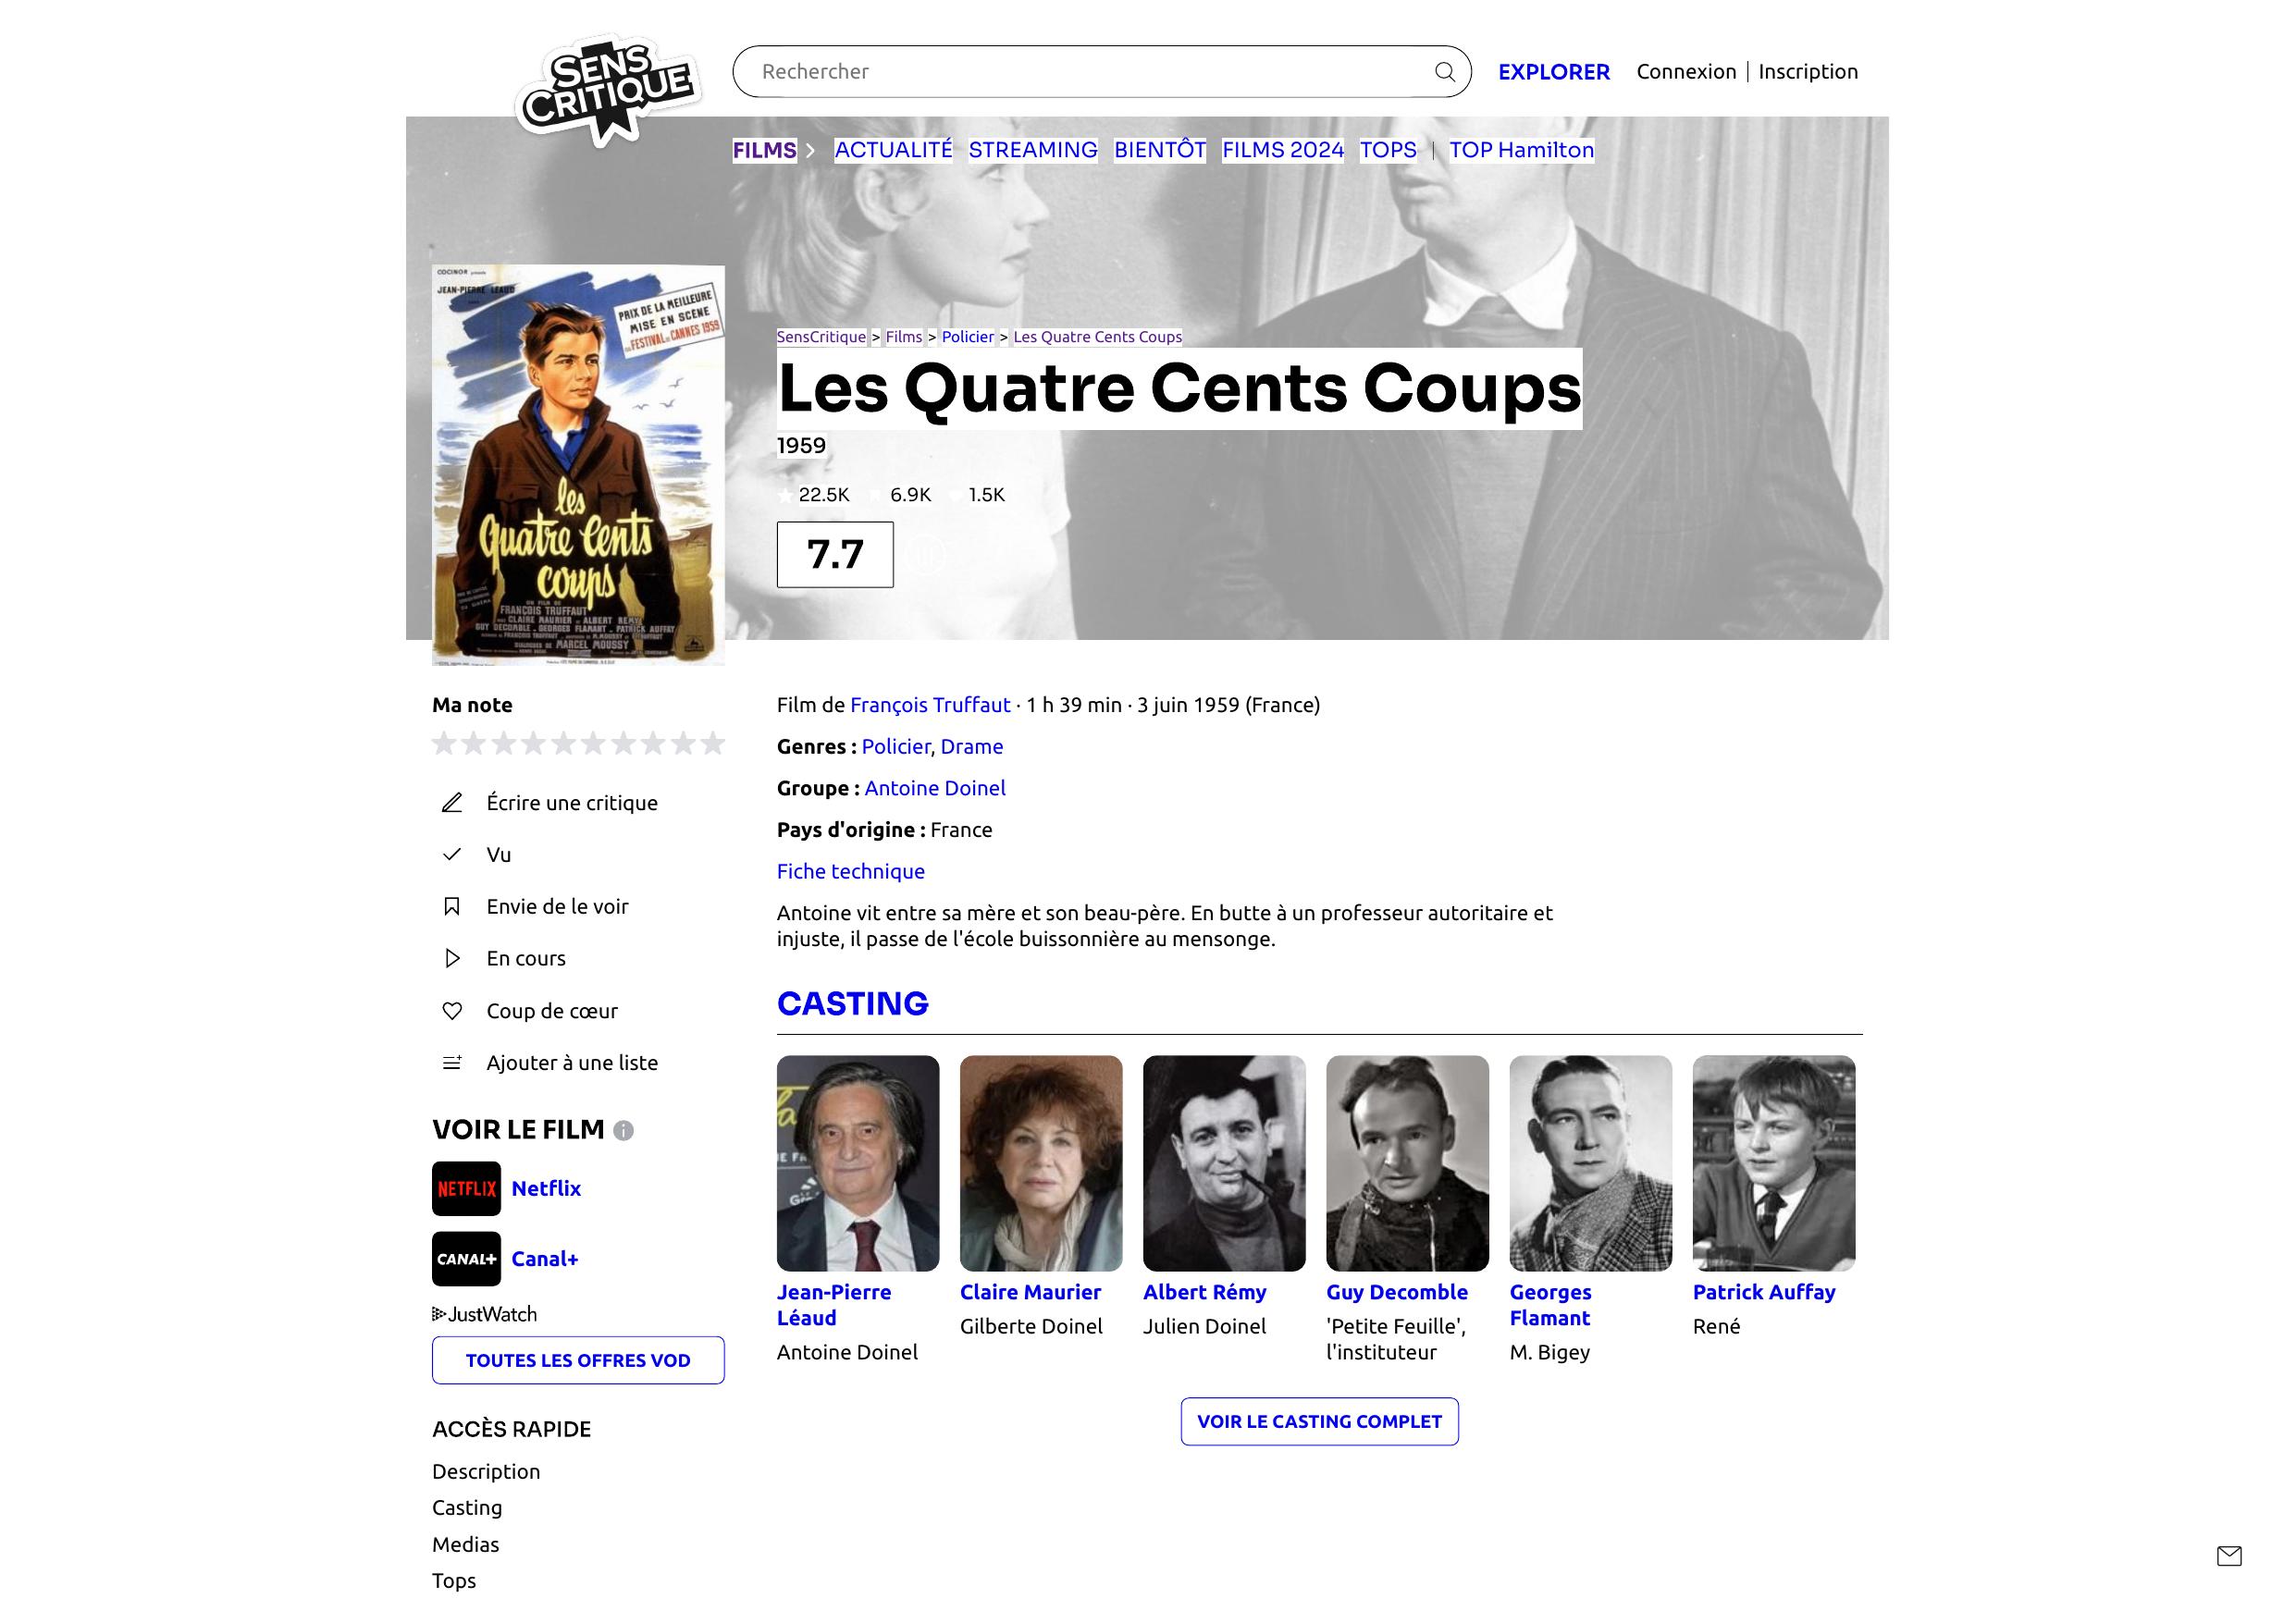 SENS
CRITIQUE
Rechercher
EXPLORER
Connexion | Inscription
FILMS
ACTUALITÉ
STREAMING
BIENTÔT
FILMS 2024
TOPS
|
TOP Hamilton
COCINOR
JEAN-PIERRE LÉAUD
PRIX DE LA MEILLEURE
MISE EN SCÈNE
FESTIVAL DE CANNES 1959
les
Quatre Cents
coups
UN FILM DE
FRANÇOIS TRUFFAUT
CLAIRE MAURIER ALBERT REMY
GUY DECOMBLE GEORGES FLAMANT PATRICK AUFFAY
MARCEL MOUSSY
SensCritique > Films > Policier > Les Quatre Cents Coups
Les Quatre Cents Coups
1959
22.5K
6.9K
1.5K
7.7
Ma note
Écrire une critique
Vu
Envie de le voir
En cours
Coup de cœur
Ajouter à une liste
VOIR LE FILM
NETFLIX
Netflix
CANAL+
Canal+
JustWatch
TOUTES LES OFFRES VOD
ACCÈS RAPIDE
Description
Casting
Medias
Tops
Film de François Truffaut · 1 h 39 min · 3 juin 1959 (France)
Genres : Policier, Drame
Groupe : Antoine Doinel
Pays d'origine : France
Fiche technique
Antoine vit entre sa mère et son beau-père. En butte à un professeur autoritaire et
injuste, il passe de l'école buissonnière au mensonge.
CASTING
Jean-Pierre
Léaud
Antoine Doinel
Claire Maurier
Gilberte Doinel
Albert Rémy
Julien Doinel
Guy Decomble
'Petite Feuille',
l'instituteur
Georges
Flamant
M. Bigey
Patrick Auffay
René
VOIR LE CASTING COMPLET